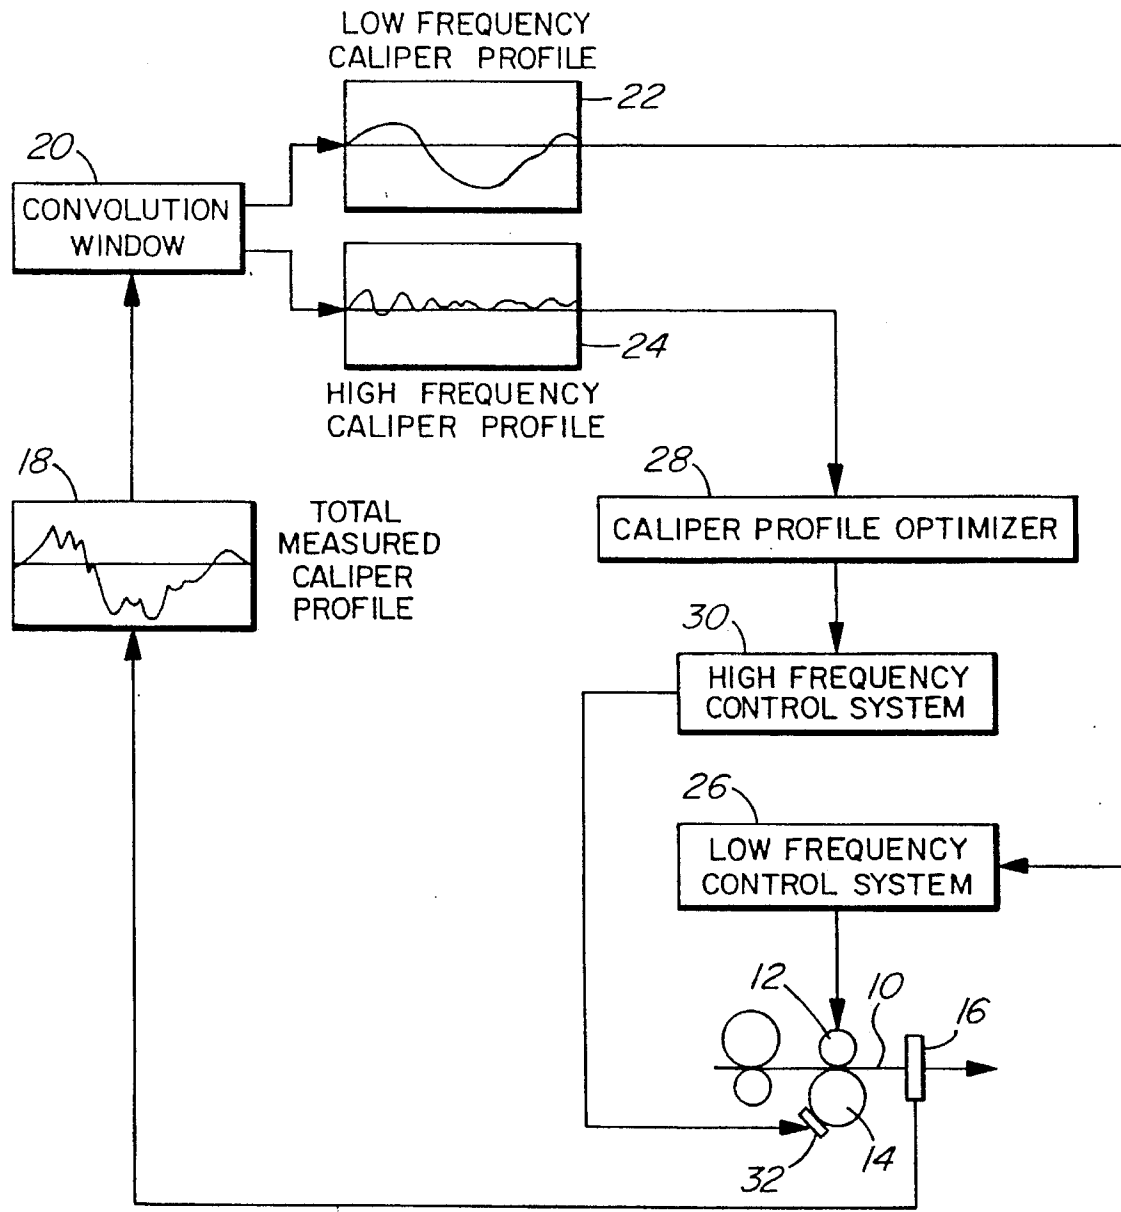 LOW FREQUENCY
CALIPER PROFILE
22
20
CONVOLUTION
WINDOW
24
HIGH FREQUENCY
CALIPER PROFILE
18
TOTAL
MEASURED
CALIPER
PROFILE
28
CALIPER PROFILE OPTIMIZER
30
HIGH FREQUENCY
CONTROL SYSTEM
26
LOW FREQUENCY
CONTROL SYSTEM
12
10
16
32
14